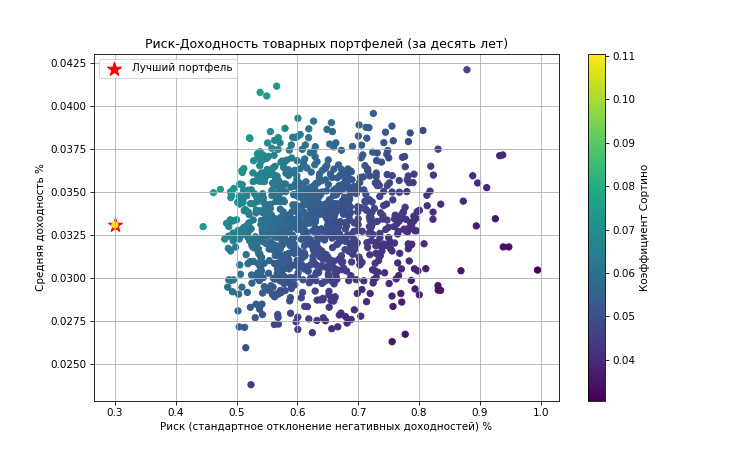 Риск-Доходность товарных портфелей (за десять лет)
Лучший портфель
Средняя доходность %
0.0425
0.0400
0.0375
0.0350
0.0325
0.0300
0.0275
0.0250
0.3 0.4 0.5 0.6 0.7 0.8 0.9 1.0
Риск (стандартное отклонение негативных доходностей) %
0.11
0.10
0.09
0.08
0.07
0.06
0.05
0.04
Коэффициент Сортино